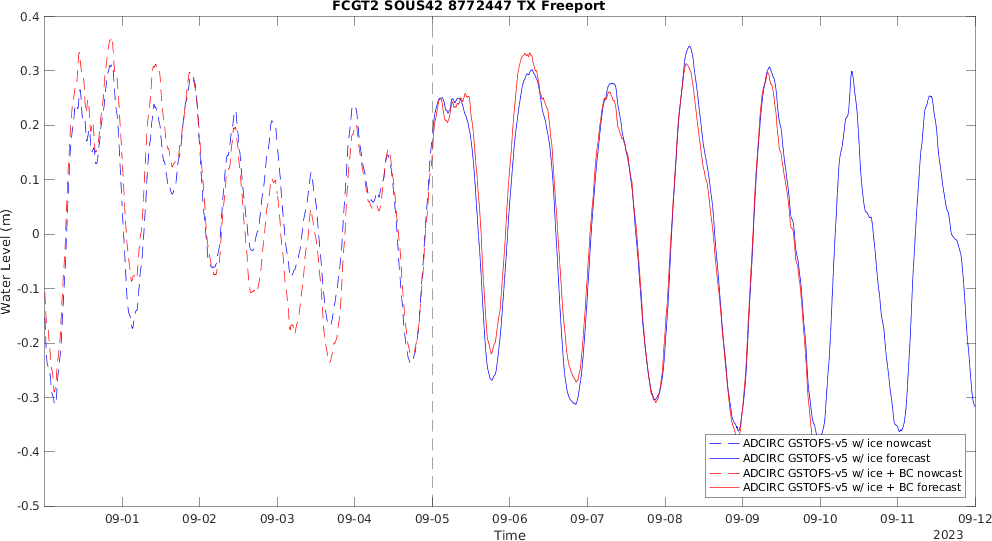 FCGT2 SOUS42 8772447 TX Freeport
Water Level (m)
0.4
0.3
0.2
0.1
0
-0.1
-0.2
-0.3
-0.4
-0.5
ADCIRC GSTOFS-v5 w/ ice nowcast
ADCIRC GSTOFS-v5 w/ ice forecast
ADCIRC GSTOFS-v5 w/ ice + BC nowcast
ADCIRC GSTOFS-v5 w/ ice + BC forecast
09-01 09-02 09-03 09-04 09-05 09-06 09-07 09-08 09-09 09-10 09-11 09-12
Time
2023